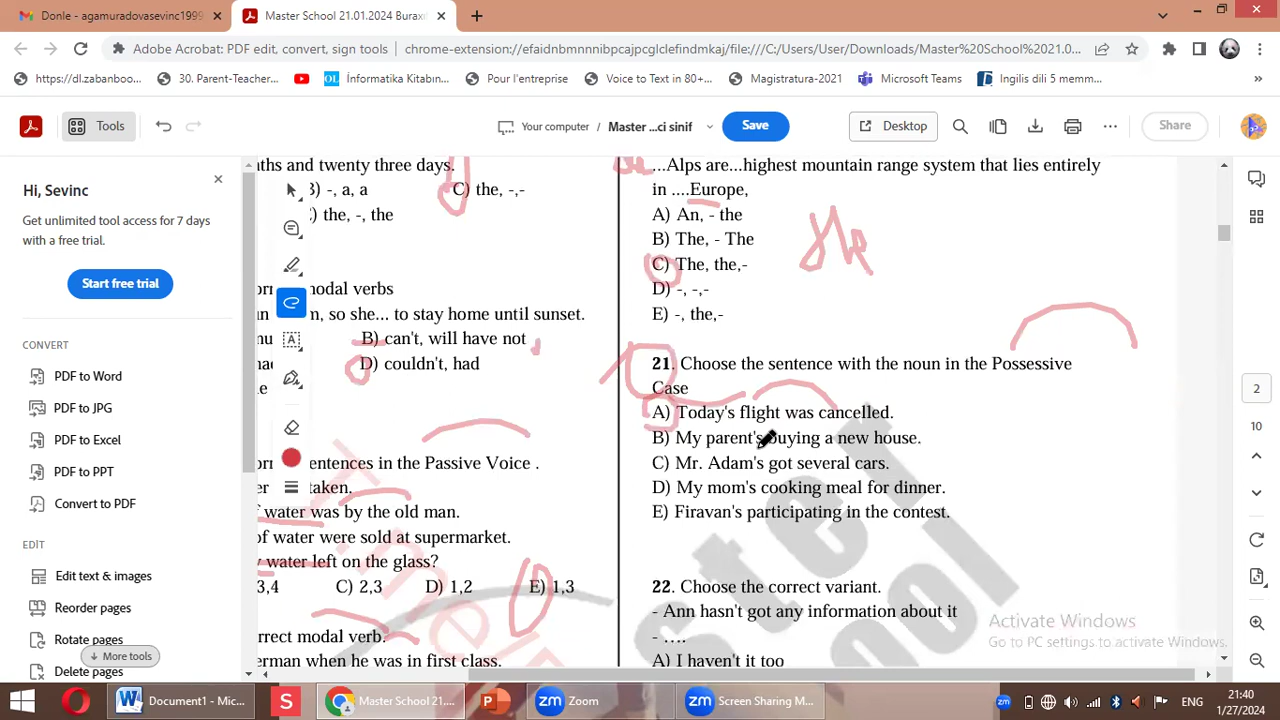 Donle - agamuradovasevinc1999
Master School 21.01.2024 Burax
Adobe Acrobat: PDF edit, convert, sign tools | chrome-extension://efaidnbmnnnibpcajpcglclefindmkaj/file:///C:/Users/User/Downloads/Master%20School%2021.0...
https://dl.zabanboo... 30. Parent-Teacher... İnformatika Kitabın... Pour l'entreprise Voice to Text in 80+... Magistratura-2021 Microsoft Teams Ingilis dili 5 memm...
Tools
Your computer / Master ...ci sinif
Save
Desktop
Share
Hi, Sevinc
Get unlimited tool access for 7
days with a free trial.
Start free trial
CONVERT
PDF to Word
PDF to JPG
PDF to Excel
PDF to PPT
Convert to PDF
EDİT
Edit text & images
Reorder pages
Rotate pages
More tools
Delete pages
ths and twenty three days.
B) -, a, a C) the, -,-
) the, -, the
modal verbs
m, so she... to stay home until sunset.
B) can't, will have not
D) couldn't, had
entences in the Passive Voice .
taken.
f water was by the old man.
of water were sold at supermarket.
water left on the glass?
3,4 C) 2,3 D) 1,2 E) 1,3
orrect modal verb.
erman when he was in first class.
...Alps are...highest mountain range system that lies entirely
in ....Europe,
A) An, - the
B) The, - The
C) The, the,-
D) -, -,-
E) -, the,-
the
21. Choose the sentence with the noun in the Possessive
Case
A) Today's flight was cancelled.
B) My parent's buying a new house.
C) Mr. Adam's got several cars.
D) My mom's cooking meal for dinner.
E) Firavan's participating in the contest.
22. Choose the correct variant.
- Ann hasn't got any information about it
- ....
A) I haven't it too
ster
ool
Activate Windows
Go to PC settings to activate Windows.
2
10
Document1 - Mic...
Master School 21....
Zoom
Screen Sharing M...
ENG
21:40
1/27/2024